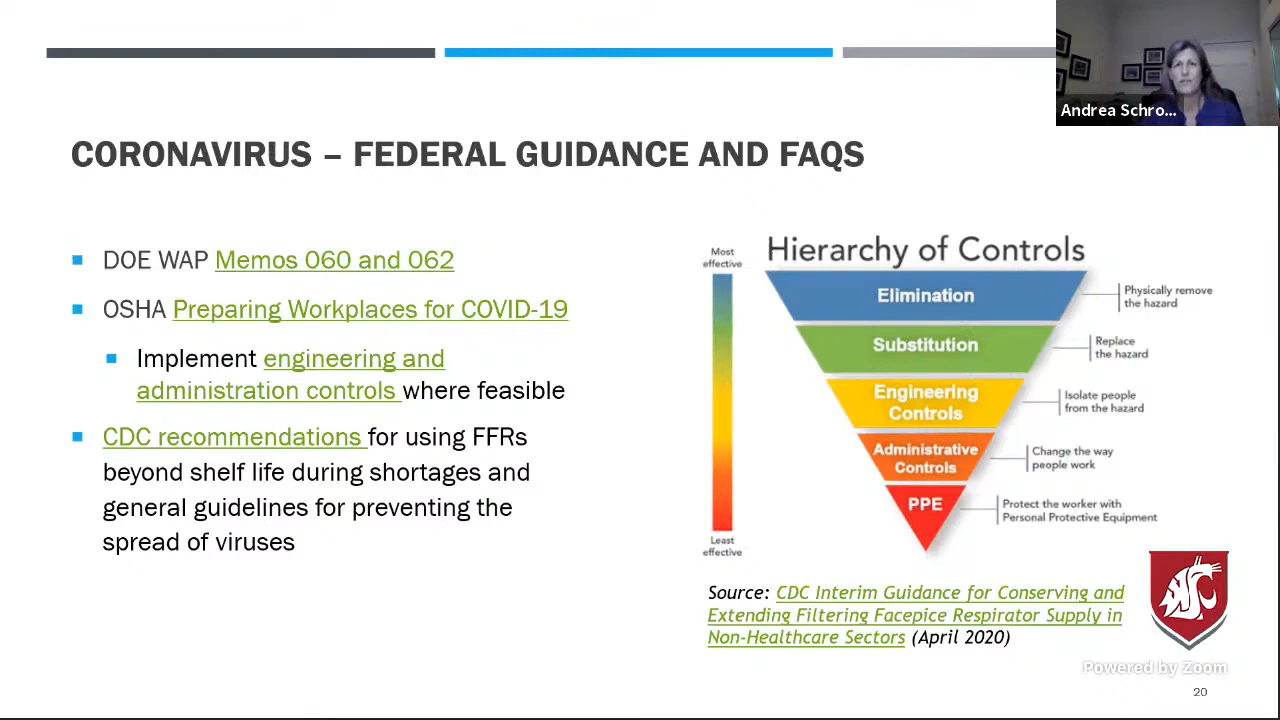 Andrea Schro...
CORONAVIRUS – FEDERAL GUIDANCE AND FAQS
DOE WAP Memos 060 and 062
OSHA Preparing Workplaces for COVID-19
Implement engineering and
administration controls where feasible
CDC recommendations for using FFRs
beyond shelf life during shortages and
general guidelines for preventing the
spread of viruses
Hierarchy of Controls
Most
effective
Least
effective
Elimination
Physically remove
the hazard
Substitution
Replace
the hazard
Engineering
Controls
Isolate people
from the hazard
Administrative
Controls
Change the way
people work
PPE
Protect the worker with
Personal Protective Equipment
Source: CDC Interim Guidance for Conserving and
Extending Filtering Facepice Respirator Supply in
Non-Healthcare Sectors (April 2020)
Powered by Zoom
20